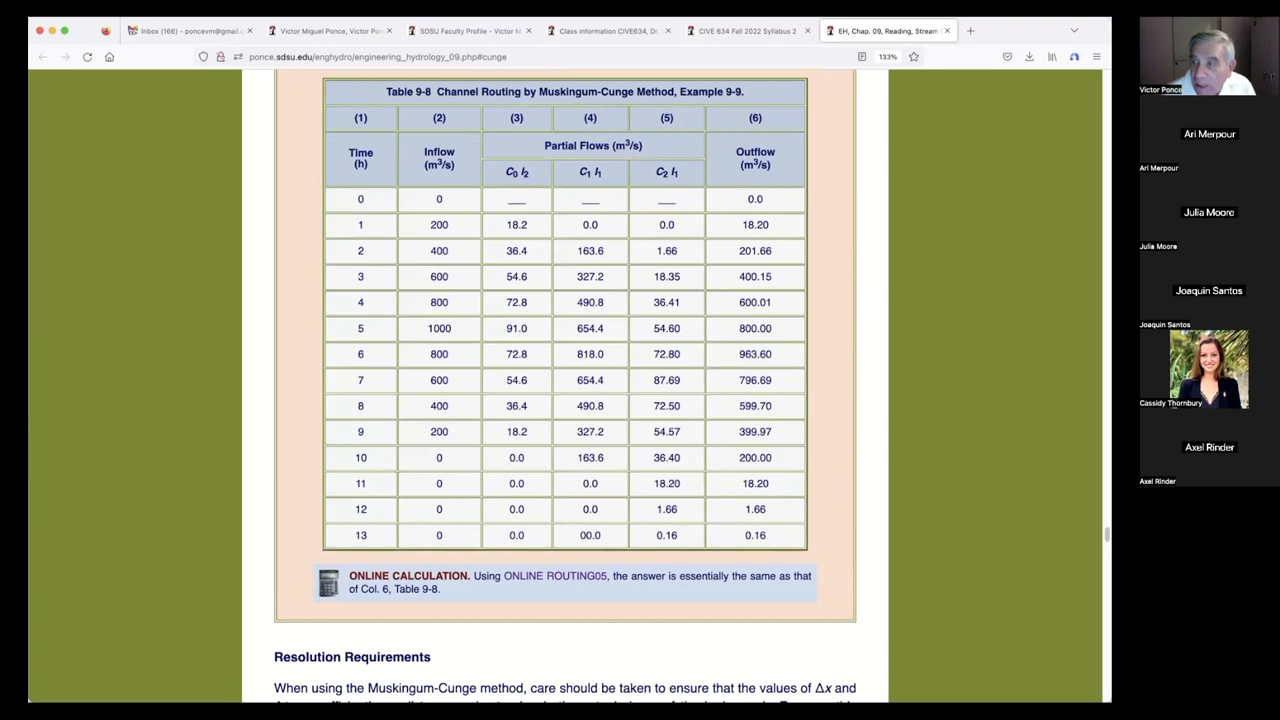 Inbox (166) - poncevm@gmail.c
Victor Miguel Ponce, Victor Pon
SDSU Faculty Profile - Victor M
Class information CIVE634, D
CIVE 634 Fall 2022 Syllabus 2
EH, Chap. 09, Reading, Stream C
ponce.sdsu.edu/enghydro/engineering_hydrology_09.php#cunge
133%
Table 9-8 Channel Routing by Muskingum-Cunge Method, Example 9-9.
(1) (2) (3) (4) (5) (6)
Time (h) Inflow (m³/s) Partial Flows (m³/s) Outflow (m³/s)
C₀ I₂ C₁ I₁ C₂ I₁
0 0 ___ ___ ___ 0.0
1 200 18.2 0.0 0.0 18.20
2 400 36.4 163.6 1.66 201.66
3 600 54.6 327.2 18.35 400.15
4 800 72.8 490.8 36.41 600.01
5 1000 91.0 654.4 54.60 800.00
6 800 72.8 818.0 72.80 963.60
7 600 54.6 654.4 87.69 796.69
8 400 36.4 490.8 72.50 599.70
9 200 18.2 327.2 54.57 399.97
10 0 0.0 163.6 36.40 200.00
11 0 0.0 0.0 18.20 18.20
12 0 0.0 0.0 1.66 1.66
13 0 0.0 00.0 0.16 0.16
ONLINE CALCULATION. Using ONLINE ROUTING05, the answer is essentially the same as that
of Col. 6, Table 9-8.
Resolution Requirements
When using the Muskingum-Cunge method, care should be taken to ensure that the values of Δx and
Victor Ponce
Ari Merpour
Ari Merpour
Julia Moore
Julia Moore
Joaquin Santos
Joaquin Santos
Cassidy Thornbury
Axel Rinder
Axel Rinder